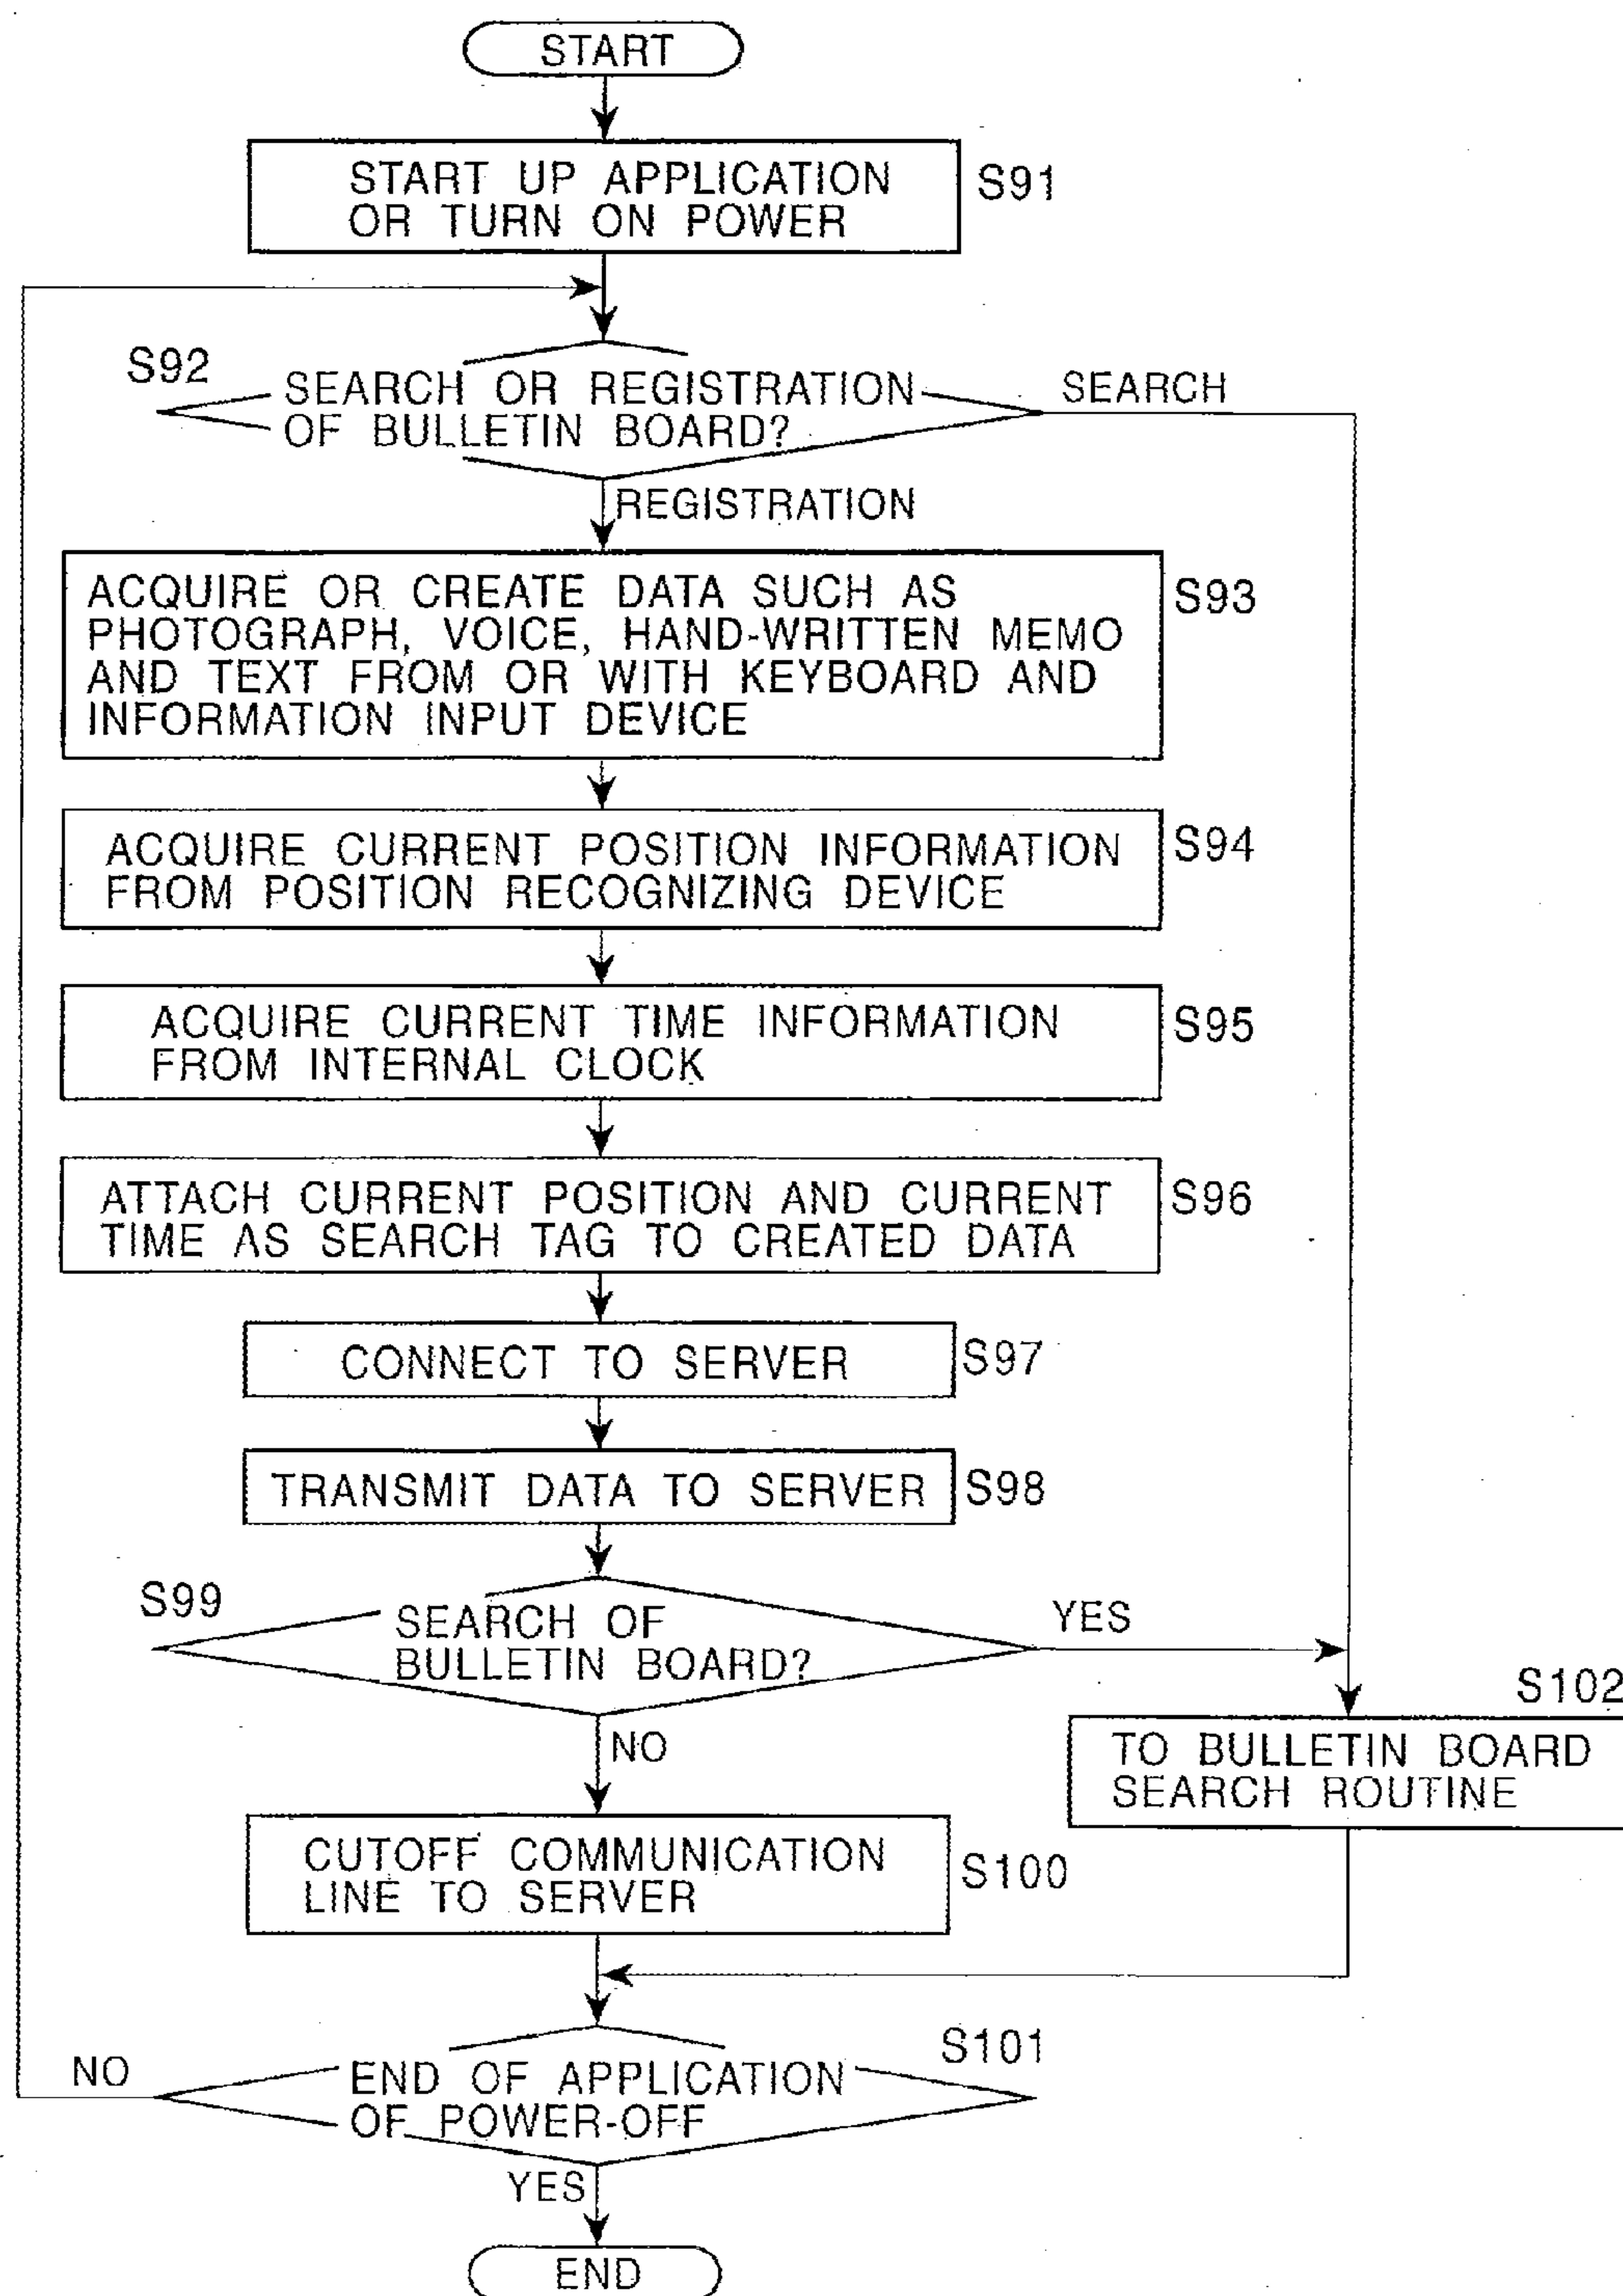 START
START UP APPLICATION
OR TURN ON POWER
S91
S92
SEARCH OR REGISTRATION
OF BULLETIN BOARD?
SEARCH
REGISTRATION
ACQUIRE OR CREATE DATA SUCH AS
PHOTOGRAPH, VOICE, HAND-WRITTEN MEMO
AND TEXT FROM OR WITH KEYBOARD AND
INFORMATION INPUT DEVICE
S93
ACQUIRE CURRENT POSITION INFORMATION
FROM POSITION RECOGNIZING DEVICE
S94
ACQUIRE CURRENT TIME INFORMATION
FROM INTERNAL CLOCK
S95
ATTACH CURRENT POSITION AND CURRENT
TIME AS SEARCH TAG TO CREATED DATA
S96
CONNECT TO SERVER
S97
TRANSMIT DATA TO SERVER
S98
S99
SEARCH OF
BULLETIN BOARD?
YES
NO
S102
TO BULLETIN BOARD
SEARCH ROUTINE
CUTOFF COMMUNICATION
LINE TO SERVER
S100
S101
END OF APPLICATION
OF POWER-OFF
NO
YES
END